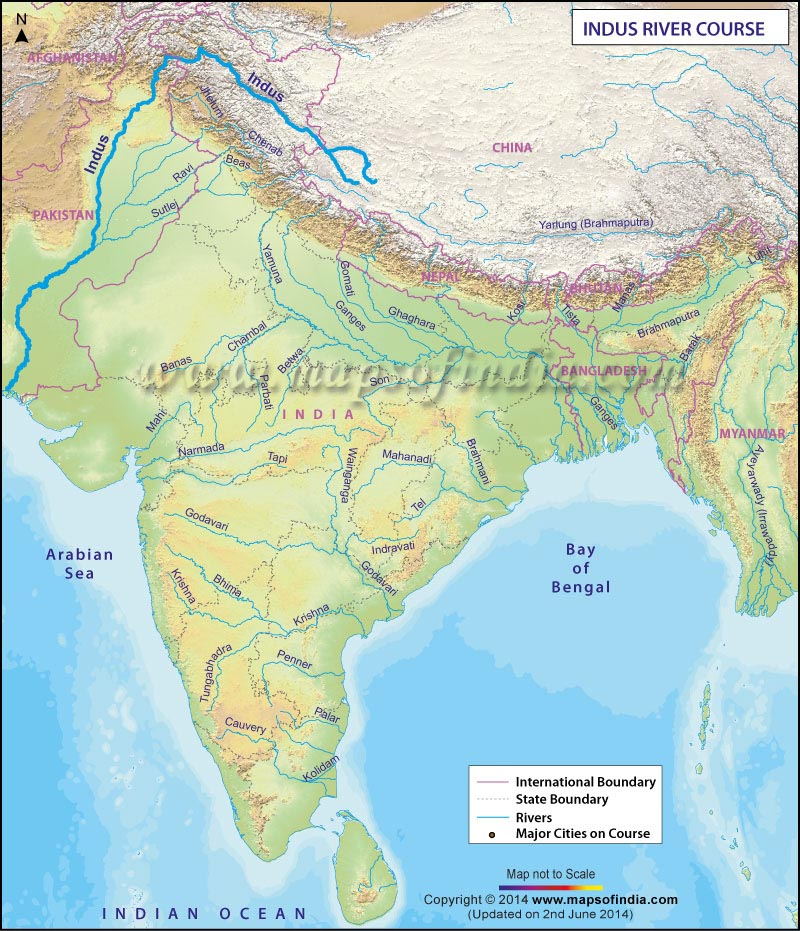 N
INDUS RIVER COURSE
AFGHANISTAN
Indus
Indus
Jhelum
Chenab
CHINA
Ravi
Beas
PAKISTAN
Sutlej
Yarlung (Brahmaputra)
Yamuna
Gomati
NEPAL
Lohit
BHUTAN
Manas
Ganges
Ghaghara
Kosi
Tista
Brahmaputra
Chambal
Banas
Betwa
Parbati
Barak
www.mapsofindia.com
Son
BANGLADESH
Mahi
INDIA
Ganges
MYANMAR
Narmada
Tapi
Wainganga
Mahanadi
Brahmani
Ayeyarwady (Irrawaddy)
Tel
Godavari
Indravati
Arabian
Sea
Bay
of
Bengal
Godavari
Krishna
Bhima
Krishna
Tungabhadra
Penner
Palar
Cauvery
Kolidam
International Boundary
State Boundary
Rivers
Major Cities on Course
Map not to Scale
Copyright © 2014 www.mapsofindia.com
(Updated on 2nd June 2014)
INDIAN OCEAN